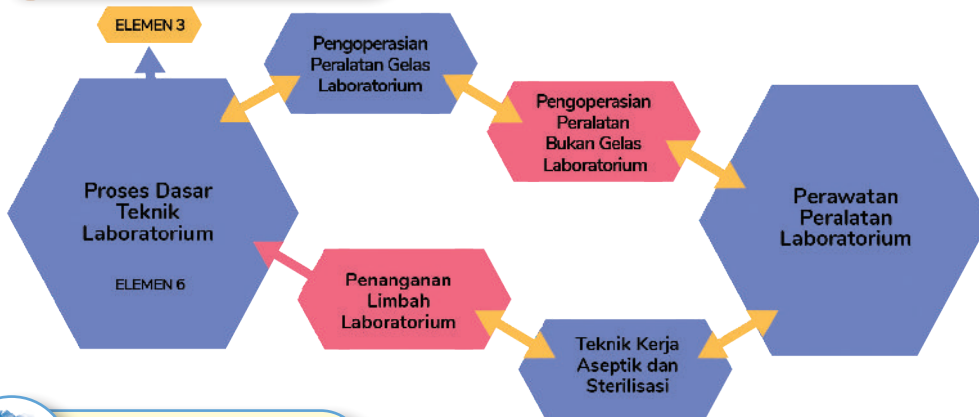 ELEMEN 3
Pengoperasian
Peralatan Gelas
Laboratorium
Pengoperasian
Peralatan
Bukan Gelas
Laboratorium
Proses Dasar
Teknik
Laboratorium
ELEMEN 6
Perawatan
Peralatan
Laboratorium
Penanganan
Limbah
Laboratorium
Teknik Kerja
Aseptik dan
Sterilisasi